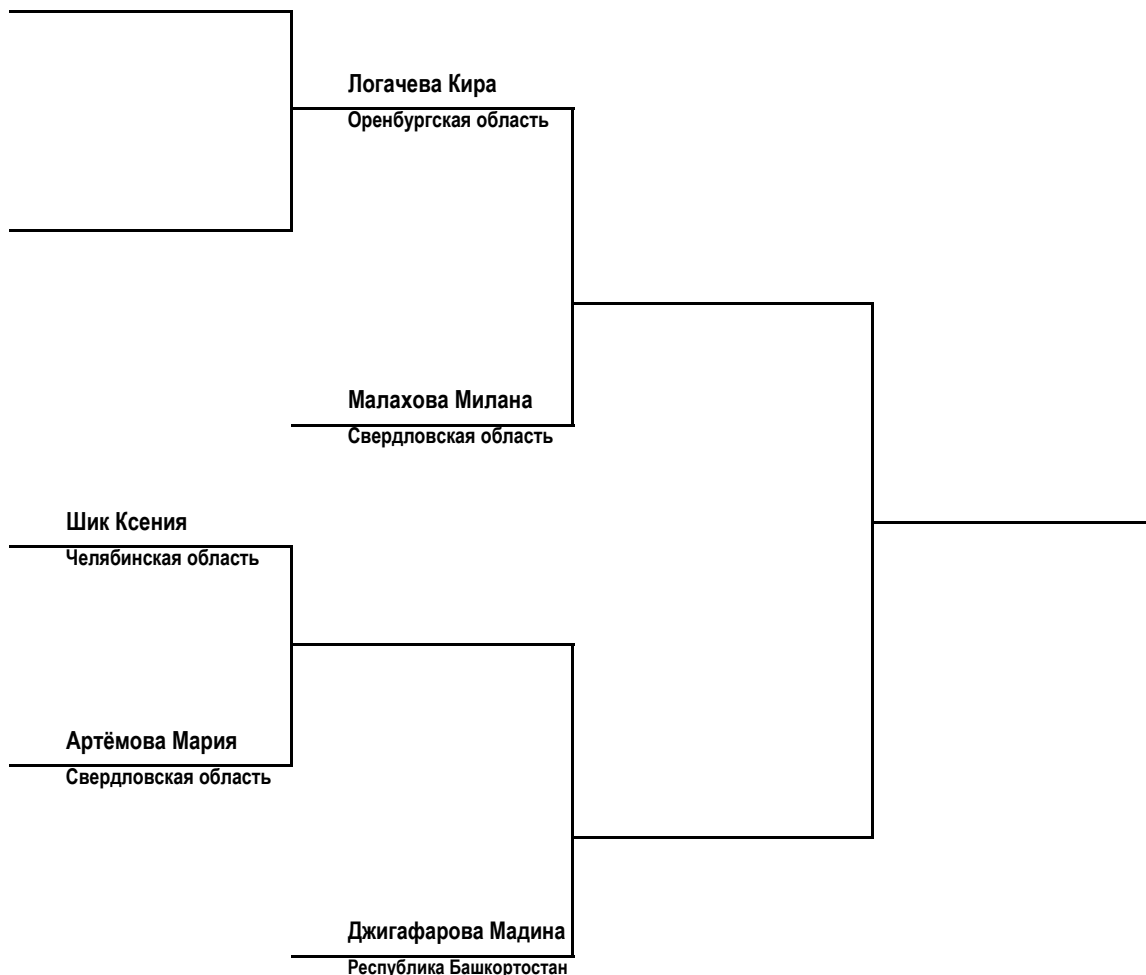 Логачева Кира
Оренбургская область
Малахова Милана
Свердловская область
Шик Ксения
Челябинская область
Артёмова Мария
Свердловская область
Джигафарова Мадина
Республика Башкортостан